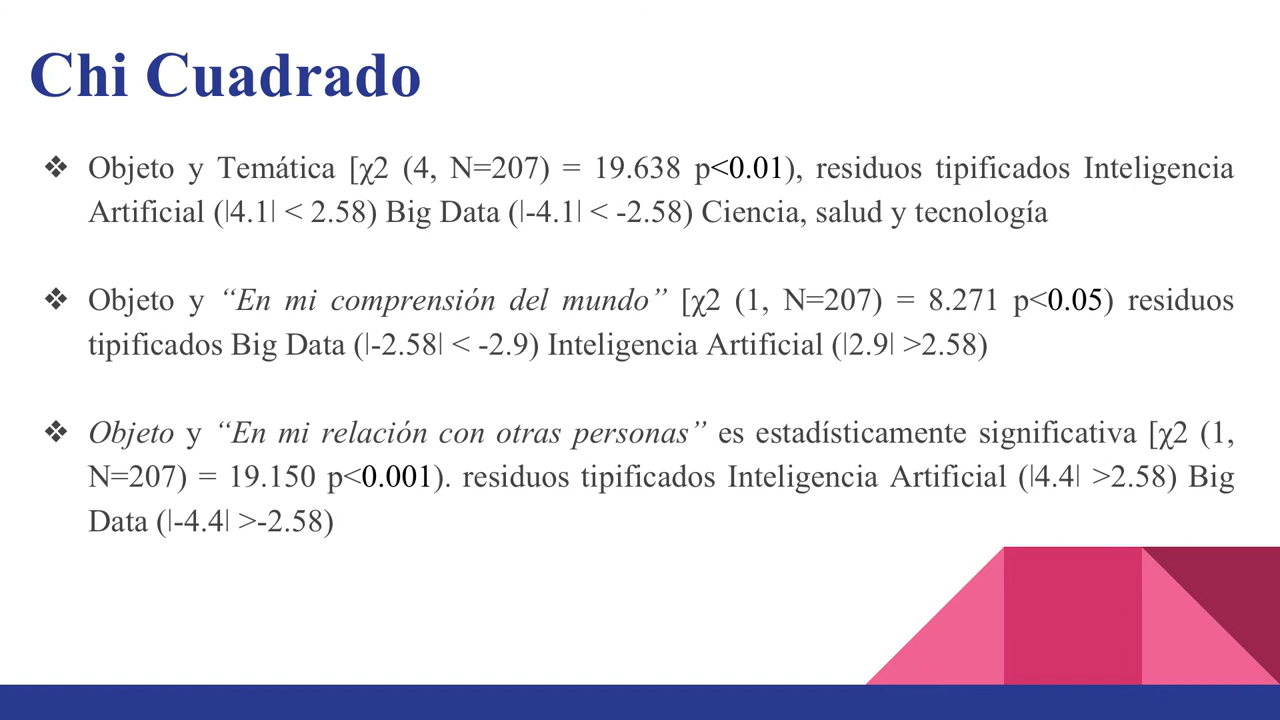 Chi Cuadrado
❖ Objeto y Temática [χ2 (4, N=207) = 19.638 p<0.01), residuos tipificados Inteligencia
Artificial (|4.1| < 2.58) Big Data (|-4.1| < -2.58) Ciencia, salud y tecnología
❖ Objeto y “En mi comprensión del mundo” [χ2 (1, N=207) = 8.271 p<0.05) residuos
tipificados Big Data (|-2.58| < -2.9) Inteligencia Artificial (|2.9| >2.58)
❖ Objeto y “En mi relación con otras personas” es estadísticamente significativa [χ2 (1,
N=207) = 19.150 p<0.001). residuos tipificados Inteligencia Artificial (|4.4| >2.58) Big
Data (|-4.4| >-2.58)